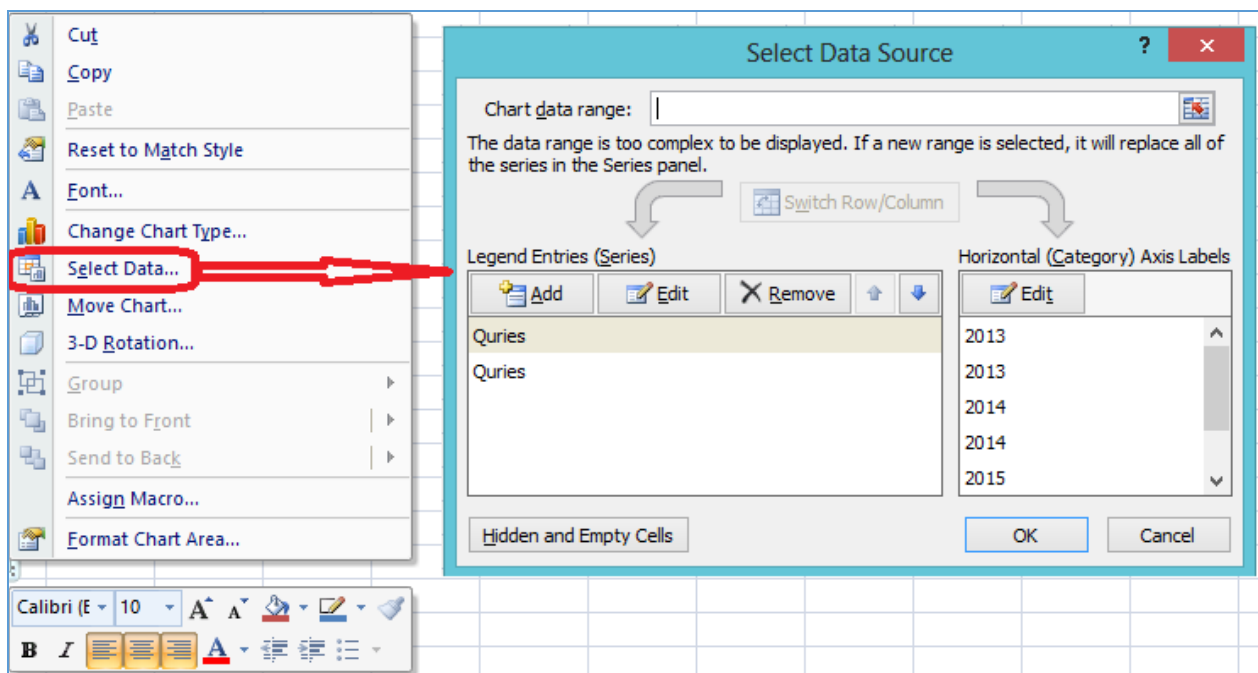 Cut
Copy
Paste
Reset to Match Style
Font...
Change Chart Type...
Select Data...
Move Chart...
3-D Rotation...
Group
Bring to Front
Send to Back
Assign Macro...
Format Chart Area...
Calibri (E
10
A A
B I A
Select Data Source
?
Chart data range:
The data range is too complex to be displayed. If a new range is selected, it will replace all of
the series in the Series panel.
Switch Row/Column
Legend Entries (Series)
Add Edit Remove
Quries
Quries
Horizontal (Category) Axis Labels
Edit
2013
2013
2014
2014
2015
Hidden and Empty Cells
OK Cancel